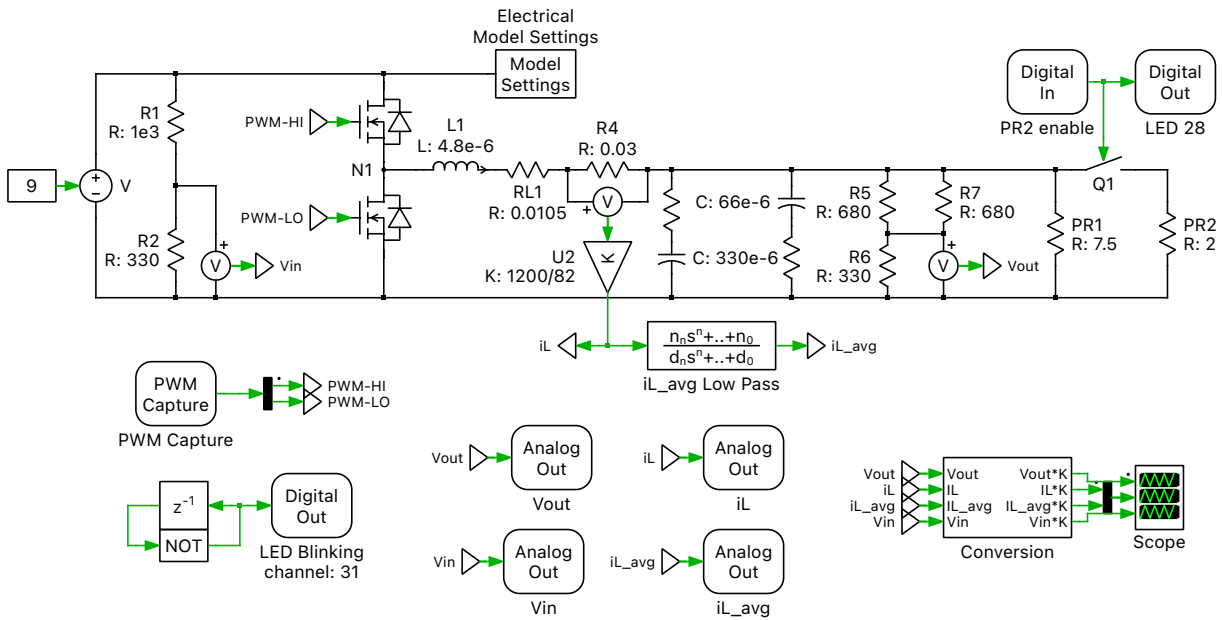 Electrical
Model Settings
Model
Settings
Digital
In
PR2 enable
Digital
Out
LED 28
R1
R: 1e3
PWM-HI
L1
L: 4.8e-6
R4
R: 0.03
N1
Q1
9
V
PWM-LO
RL1
R: 0.0105
V
C: 66e-6
R5
R: 680
R7
R: 680
PR1
R: 7.5
PR2
R: 2
R2
R: 330
V
Vin
U2
K: 1200/82
K
C: 330e-6
R6
R: 330
V
Vout
iL
nₙsⁿ+..+n₀
dₙsⁿ+..+d₀
iL_avg
iL_avg Low Pass
PWM
Capture
PWM-HI
PWM-LO
PWM Capture
Vout
Analog
Out
Vout
iL
Analog
Out
iL
Vout
iL
iL_avg
Vin
Vout
IL
IL_avg
Vin
Vout*K
IL*K
IL_avg*K
Vin*K
Conversion
Scope
z⁻¹
NOT
Digital
Out
LED Blinking
channel: 31
Vin
Analog
Out
Vin
iL_avg
Analog
Out
iL_avg